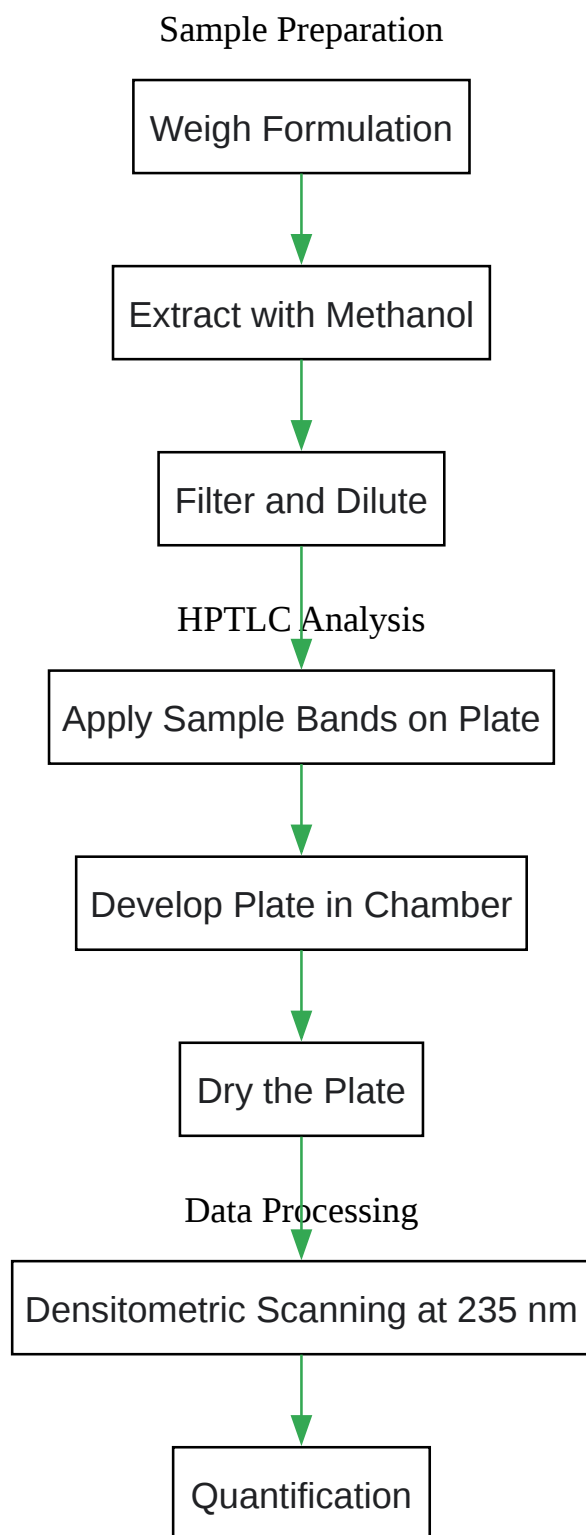 Sample Preparation
Weigh Formulation
Extract with Methanol
Filter and Dilute
HPTLC Analysis
Apply Sample Bands on Plate
Develop Plate in Chamber
Dry the Plate
Data Processing
Densitometric Scanning at 235 nm
Quantification